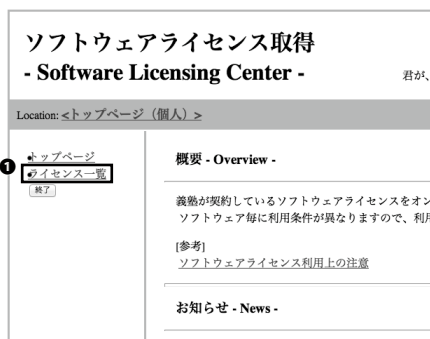 ソフトウェアライセンス取得
- Software Licensing Center -
君が、
Location: <トップページ（個人）>
トップページ
❶
ライセンス一覧
終了
概要 - Overview -
義塾が契約しているソフトウェアライセンスをオン
ソフトウェア毎に利用条件が異なりますので、利用
[参考]
ソフトウェアライセンス利用上の注意
お知らせ - News -